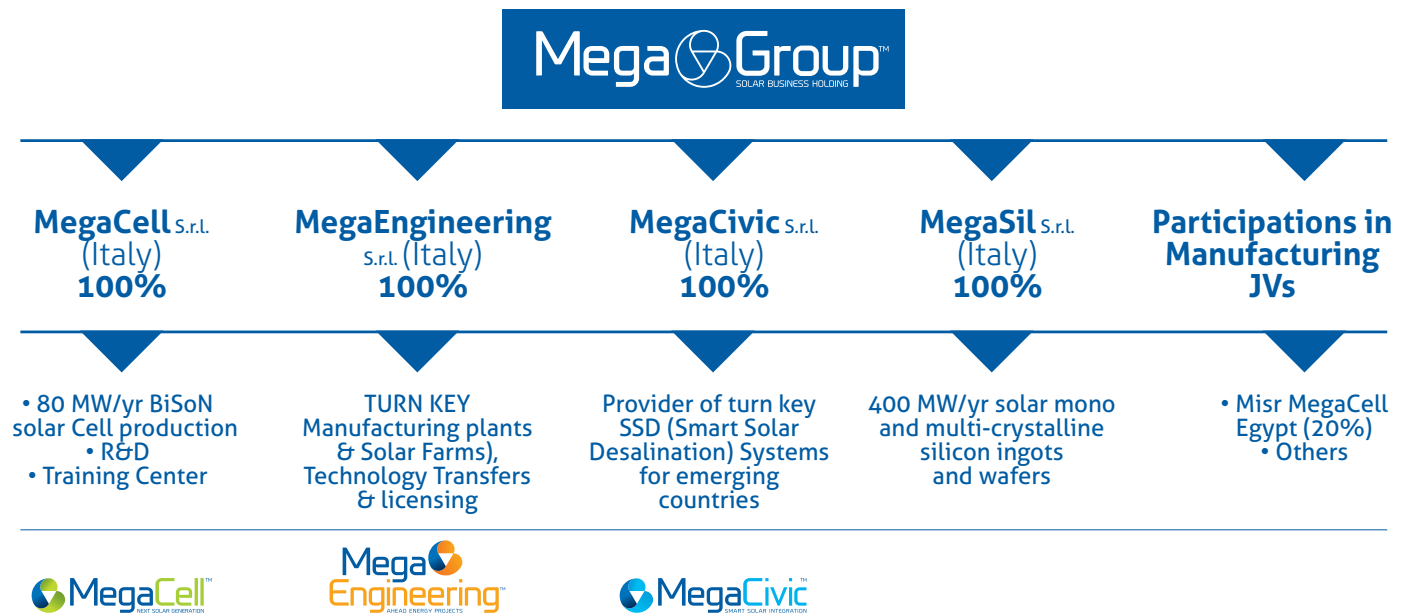 Mega Group™
SOLAR BUSINESS HOLDING
MegaCell S.r.l.
(Italy)
100%
MegaEngineering
S.r.l. (Italy)
100%
MegaCivic S.r.l.
(Italy)
100%
MegaSil S.r.l.
(Italy)
100%
Participations in
Manufacturing
JVs
• 80 MW/yr BiSoN
solar Cell production
• R&D
• Training Center
TURN KEY
Manufacturing plants
& Solar Farms),
Technology Transfers
& licensing
Provider of turn key
SSD (Smart Solar
Desalination) Systems
for emerging
countries
400 MW/yr solar mono
and multi-crystalline
silicon ingots
and wafers
• Misr MegaCell
Egypt (20%)
• Others
MegaCell™
NEXT SOLAR GENERATION
Mega
Engineering™
AHEAD ENERGY PROJECTS
MegaCivic™
SMART SOLAR INTEGRATION